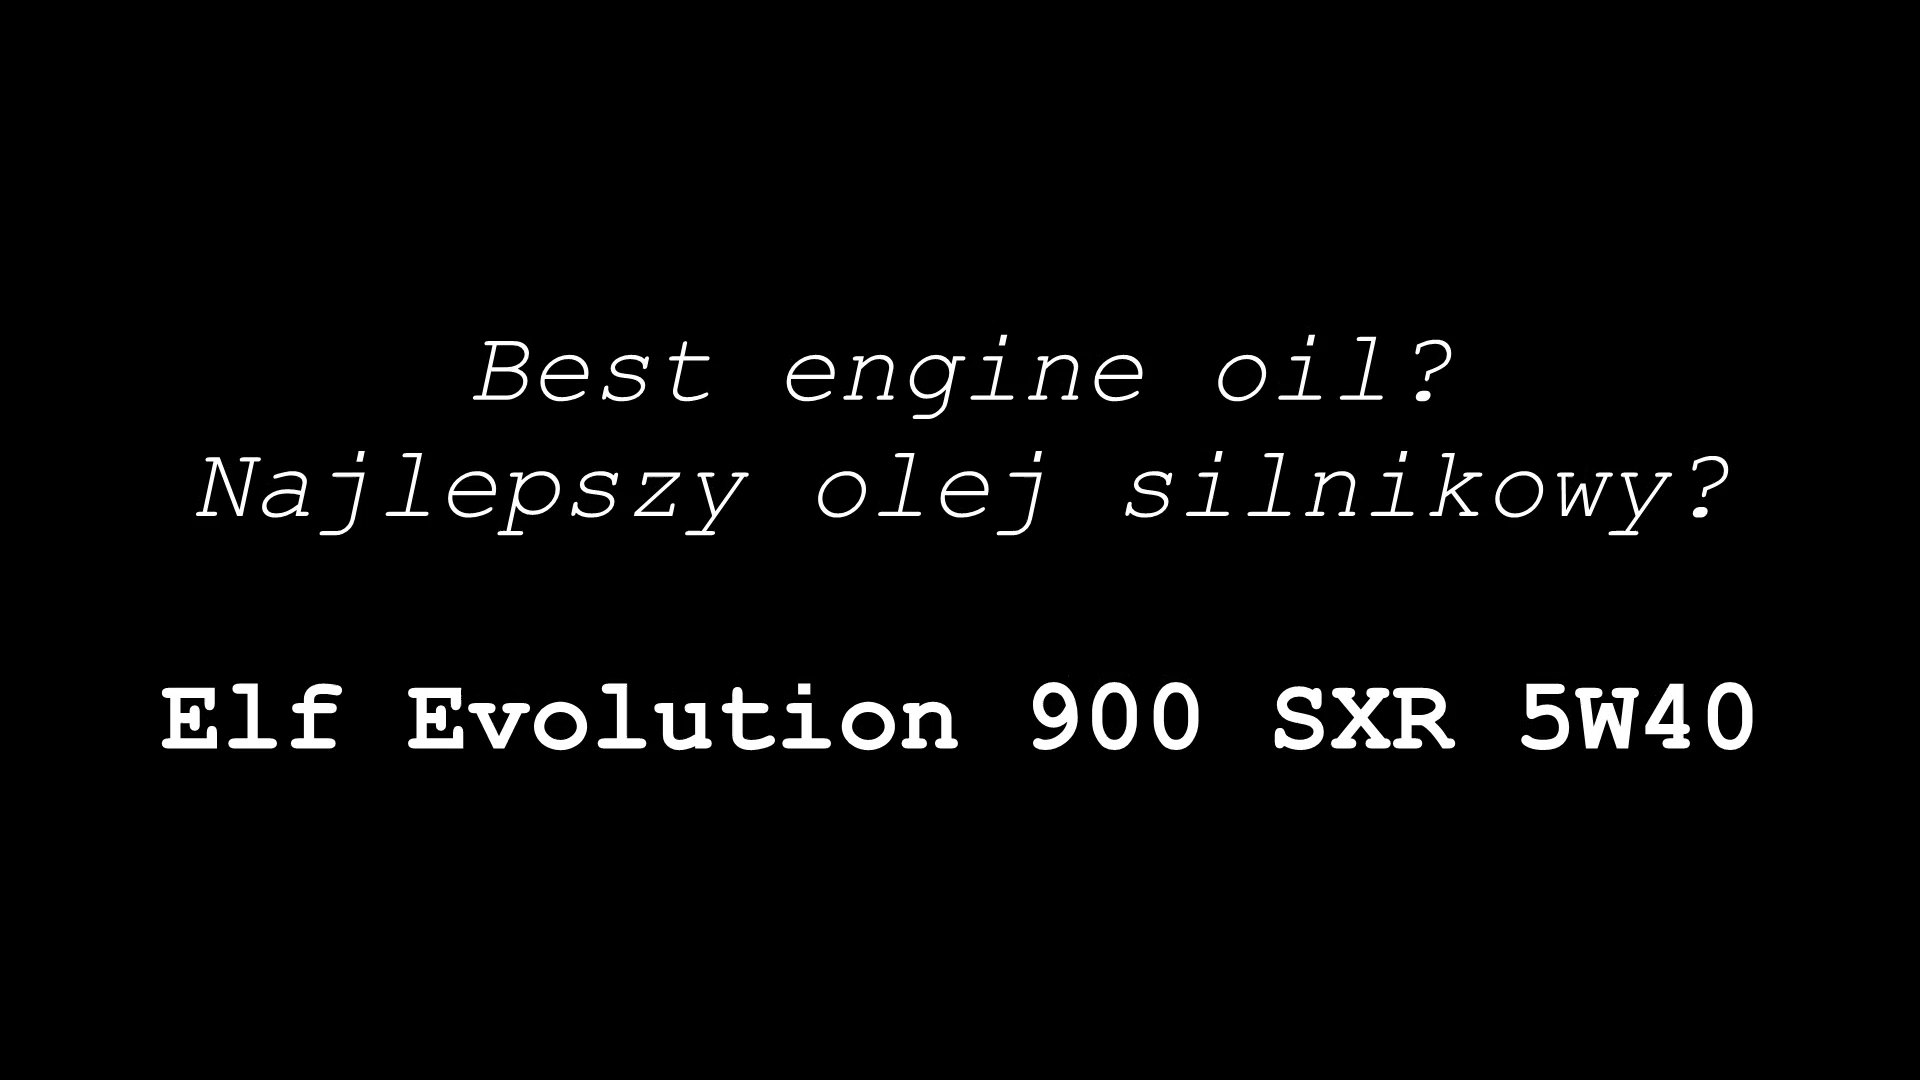 Best engine oil?
Najlepszy olej silnikowy?
Elf Evolution 900 SXR 5W40